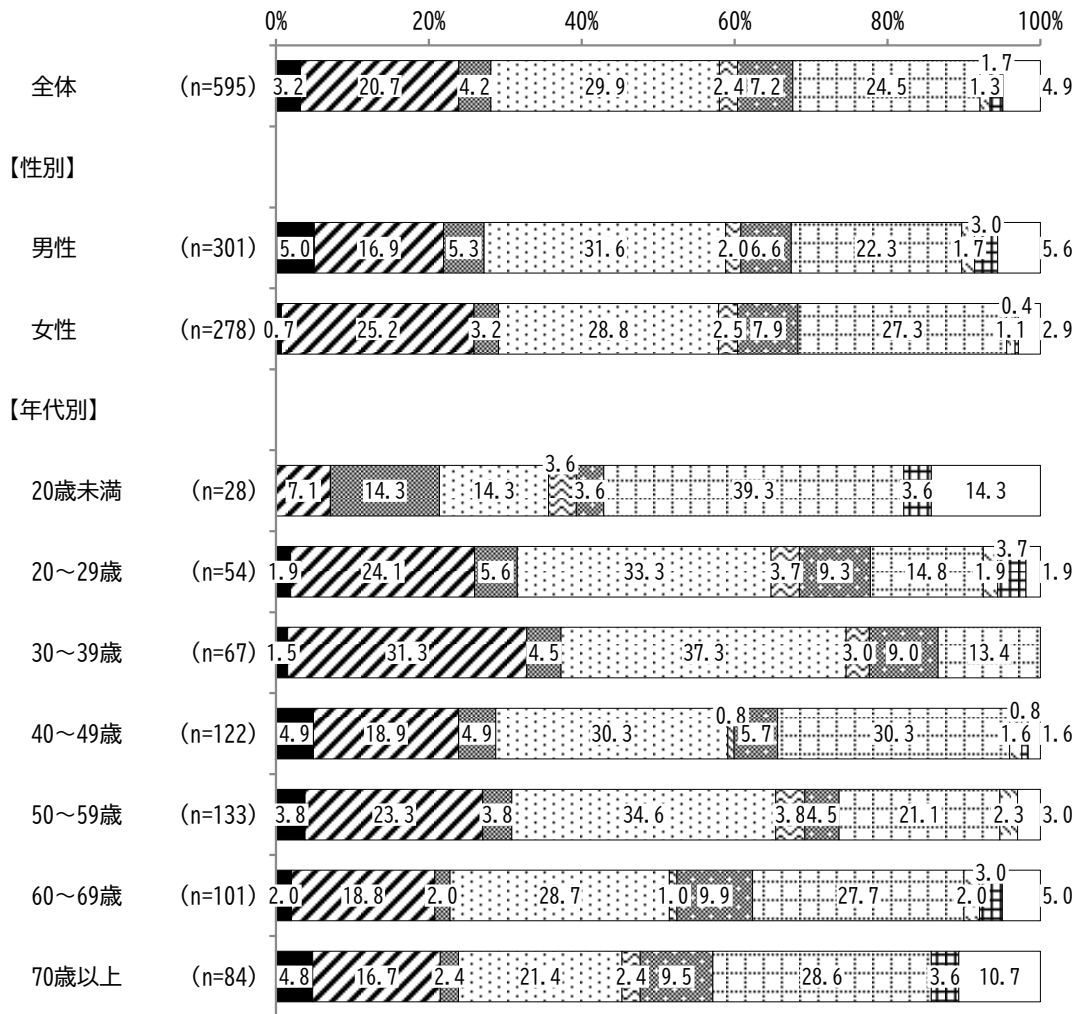 0% 20% 40% 60% 80% 100%
全体 (n=595) 3.2 20.7 4.2 29.9 2.4 7.2 24.5 1.3 1.7 4.9
【性別】
男性 (n=301) 5.0 16.9 5.3 31.6 2.0 6.6 22.3 1.7 3.0 5.6
女性 (n=278) 0.7 25.2 3.2 28.8 2.5 7.9 27.3 1.1 0.4 2.9
【年代別】
20歳未満 (n=28) 7.1 14.3 14.3 3.6 3.6 39.3 3.6 14.3
20～29歳 (n=54) 1.9 24.1 5.6 33.3 3.7 9.3 14.8 1.9 3.7 1.9
30～39歳 (n=67) 1.5 31.3 4.5 37.3 3.0 9.0 13.4
40～49歳 (n=122) 4.9 18.9 4.9 30.3 0.8 5.7 30.3 1.6 0.8 1.6
50～59歳 (n=133) 3.8 23.3 3.8 34.6 3.8 4.5 21.1 2.3 3.0
60～69歳 (n=101) 2.0 18.8 2.0 28.7 1.0 9.9 27.7 2.0 3.0 5.0
70歳以上 (n=84) 4.8 16.7 2.4 21.4 2.4 9.5 28.6 3.6 10.7